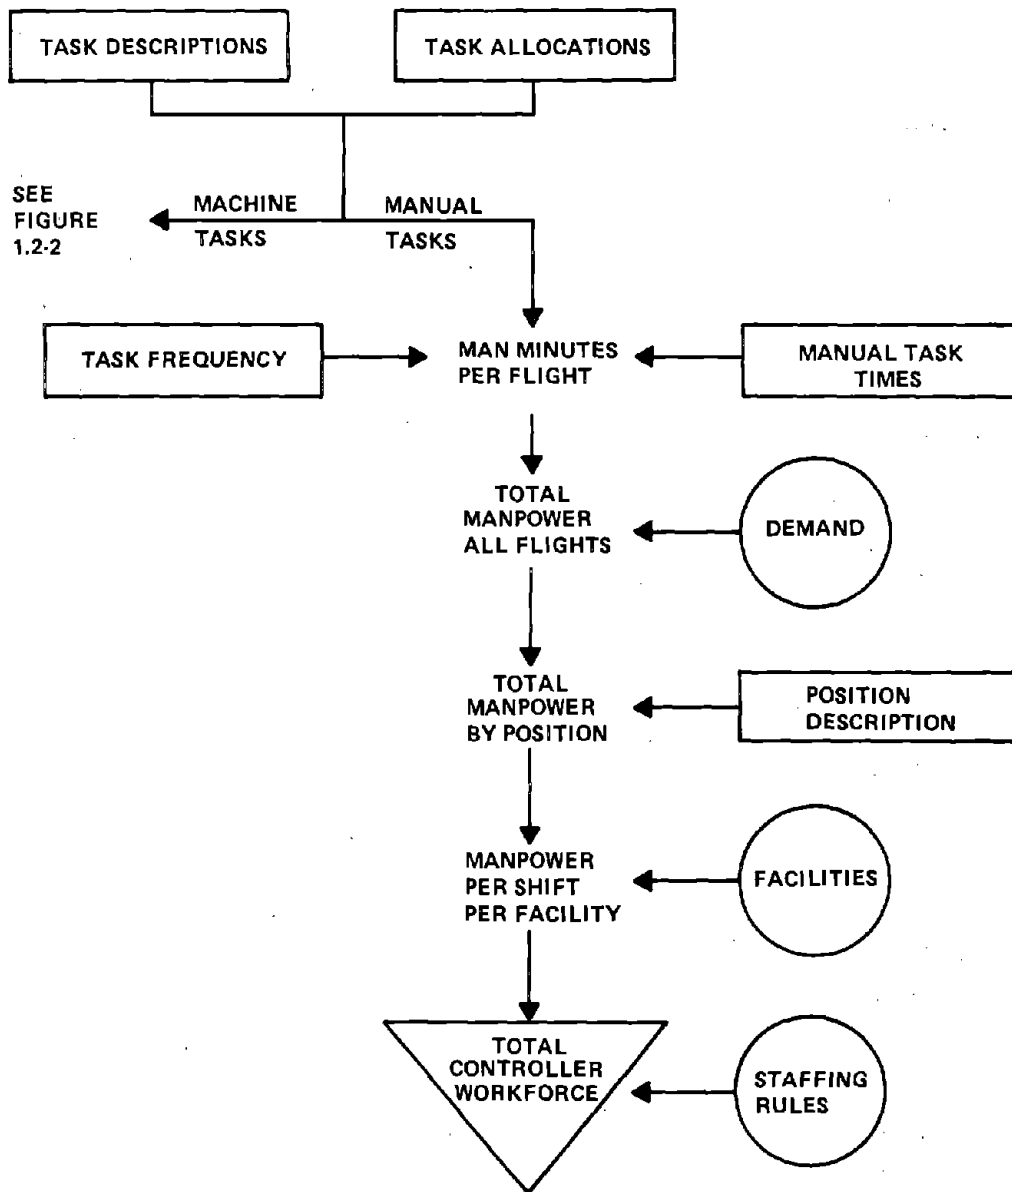 TASK DESCRIPTIONS
TASK ALLOCATIONS
SEE
FIGURE
1.2-2
MACHINE
TASKS
MANUAL
TASKS
TASK FREQUENCY
MAN MINUTES
PER FLIGHT
MANUAL TASK
TIMES
TOTAL
MANPOWER
ALL FLIGHTS
DEMAND
TOTAL
MANPOWER
BY POSITION
POSITION
DESCRIPTION
MANPOWER
PER SHIFT
PER FACILITY
FACILITIES
TOTAL
CONTROLLER
WORKFORCE
STAFFING
RULES